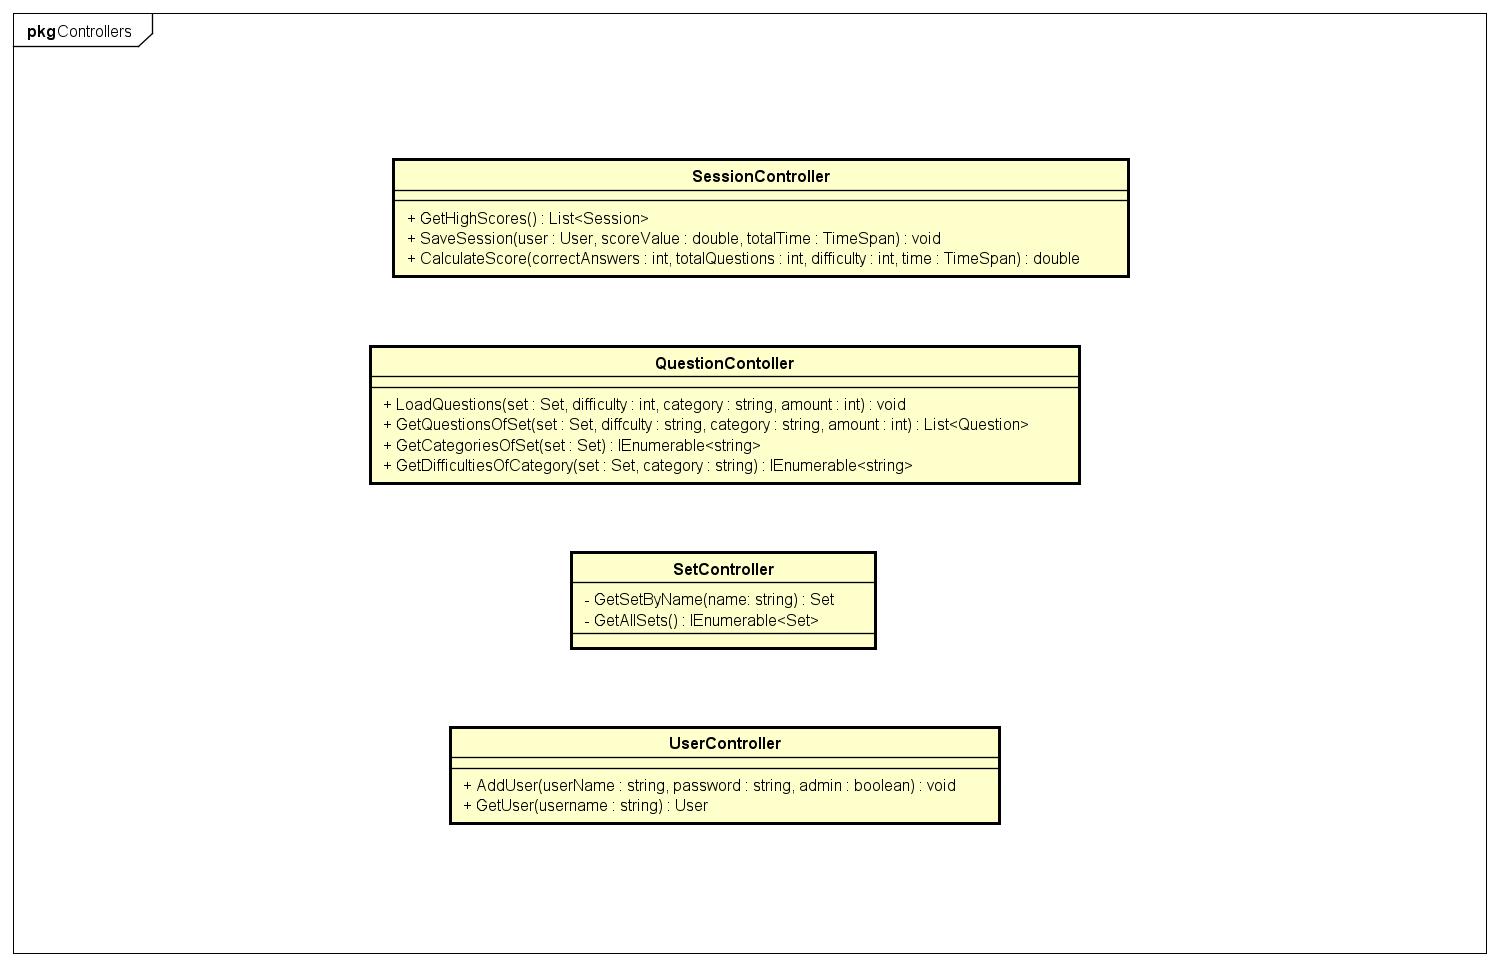 pkg Controllers
SessionController
+ GetHighScores() : List<Session>
+ SaveSession(user : User, scoreValue : double, totalTime : TimeSpan) : void
+ CalculateScore(correctAnswers : int, totalQuestions : int, difficulty : int, time : TimeSpan) : double
QuestionContoller
+ LoadQuestions(set : Set, difficulty : int, category : string, amount : int) : void
+ GetQuestionsOfSet(set : Set, diffculty : string, category : string, amount : int) : List<Question>
+ GetCategoriesOfSet(set : Set) : IEnumerable<string>
+ GetDifficultiesOfCategory(set : Set, category : string) : IEnumerable<string>
SetController
- GetSetByName(name: string) : Set
- GetAllSets() : IEnumerable<Set>
UserController
+ AddUser(userName : string, password : string, admin : boolean) : void
+ GetUser(username : string) : User